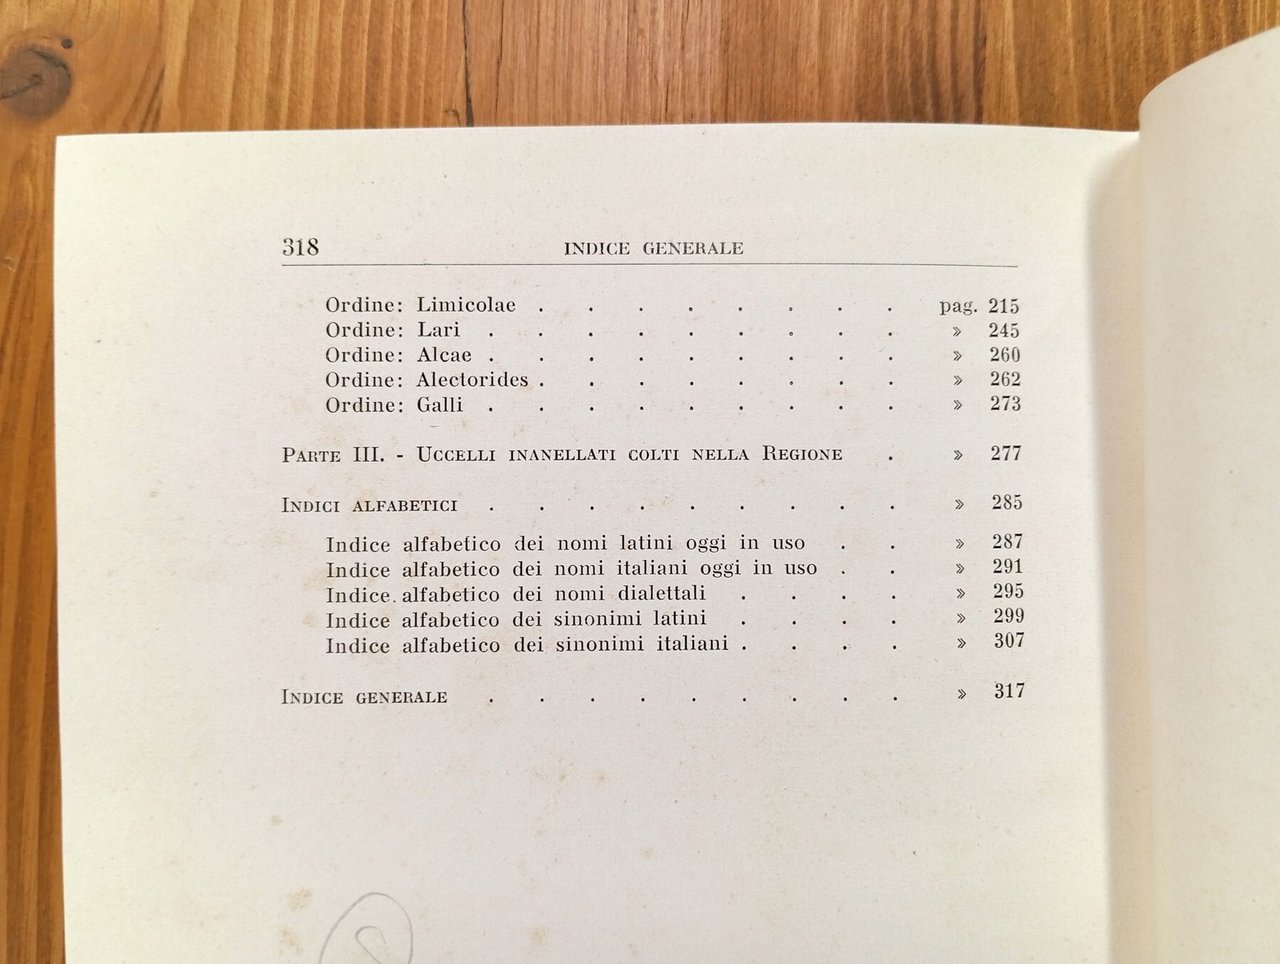 318 INDICE GENERALE
Ordine: Limicolae . . . . . . . . pag. 215
Ordine: Lari . . . . . . . . . » 245
Ordine: Alcae . . . . . . . . . » 260
Ordine: Alectorides . . . . . . . . » 262
Ordine: Galli . . . . . . . . . » 273
Parte III. - Uccelli inanellati colti nella Regione . » 277
Indici alfabetici . . . . . . . . . » 285
Indice alfabetico dei nomi latini oggi in uso . . » 287
Indice alfabetico dei nomi italiani oggi in uso . . » 291
Indice. alfabetico dei nomi dialettali . . . . » 295
Indice alfabetico dei sinonimi latini . . . . » 299
Indice alfabetico dei sinonimi italiani . . . . » 307
Indice generale . . . . . . . . . » 317